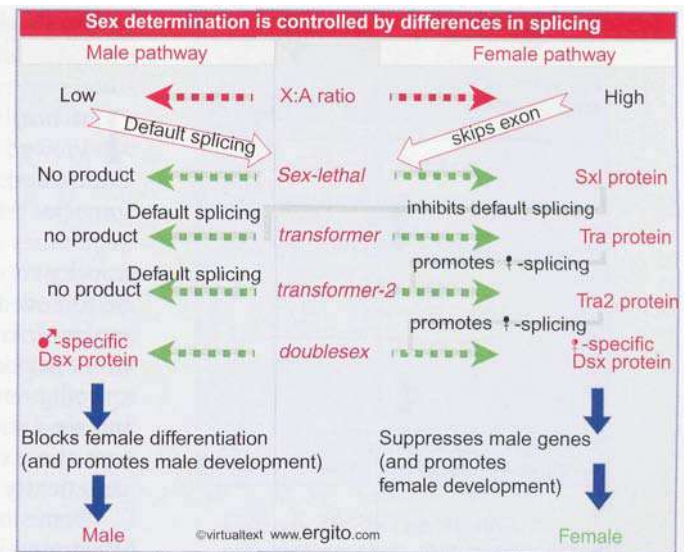 Sex determination is controlled by differences in splicing
Male pathway Female pathway
Low X:A ratio High
Default splicing skips exon
No product Sex-lethal Sxl protein
Default splicing inhibits default splicing
no product transformer Tra protein
Default splicing promotes ♀-splicing
no product transformer-2 Tra2 protein
promotes ♀-splicing
♂-specific doublesex ♀-specific
Dsx protein Dsx protein
Blocks female differentiation Suppresses male genes
(and promotes male development) (and promotes
female development)
Male ©virtualtext www.ergito.com Female